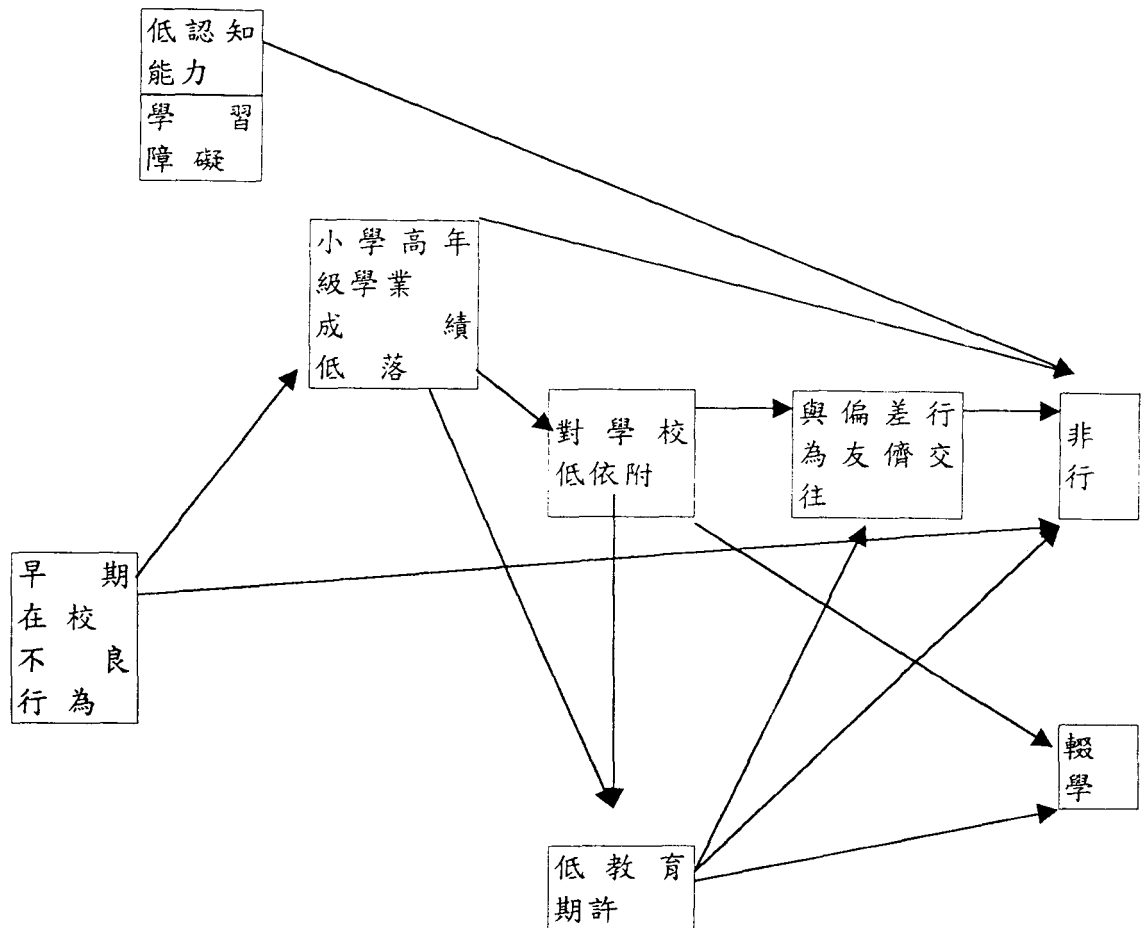 低認知
能力
學習
障礙
小學高年
級學業
成績
低落
對學校
低依附
與偏差行
為友儕交
往
非
行
早期
在校
不良
行為
輟
學
低教育
期許